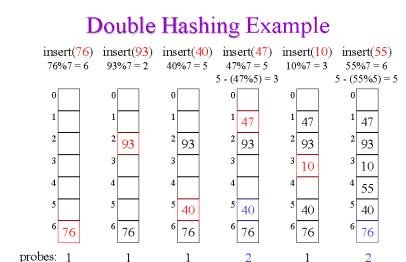 Double Hashing Example
insert(76) insert(93) insert(40) insert(47) insert(10) insert(55)
76%7 = 6 93%7 = 2 40%7 = 5 47%7 = 5 10%7 = 3 55%7 = 6
5 - (47%5) = 3 5 - (55%5) = 5
0 0 0 0 0 0
1 1 1 1 47 1 47 1 47
2 2 93 2 93 2 93 2 93 2 93
3 3 3 3 3 10 3 10
4 4 4 4 4 4 55
5 5 5 40 5 40 5 40 5 40
6 76 6 76 6 76 6 76 6 76 6 76
probes: 1 1 1 2 1 2